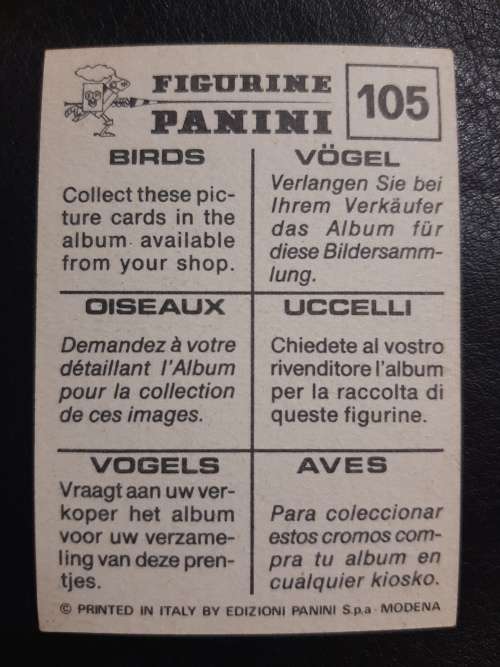 FIGURINE
PANINI
105
BIRDS
Collect these pic-
ture cards in the
album available
from your shop.
VÖGEL
Verlangen Sie bei
Ihrem Verkäufer
das Album für
diese Bildersamm-
lung.
OISEAUX
Demandez à votre
détaillant l'Album
pour la collection
de ces images.
UCCELLI
Chiedete al vostro
rivenditore l'album
per la raccolta di
queste figurine.
VOGELS
Vraagt aan uw ver-
koper het album
voor uw verzame-
ling van deze pren-
tjes.
AVES
Para coleccionar
estos cromos com-
pra tu album en
cualquier kiosko.
© PRINTED IN ITALY BY EDIZIONI PANINI S.p.a - MODENA